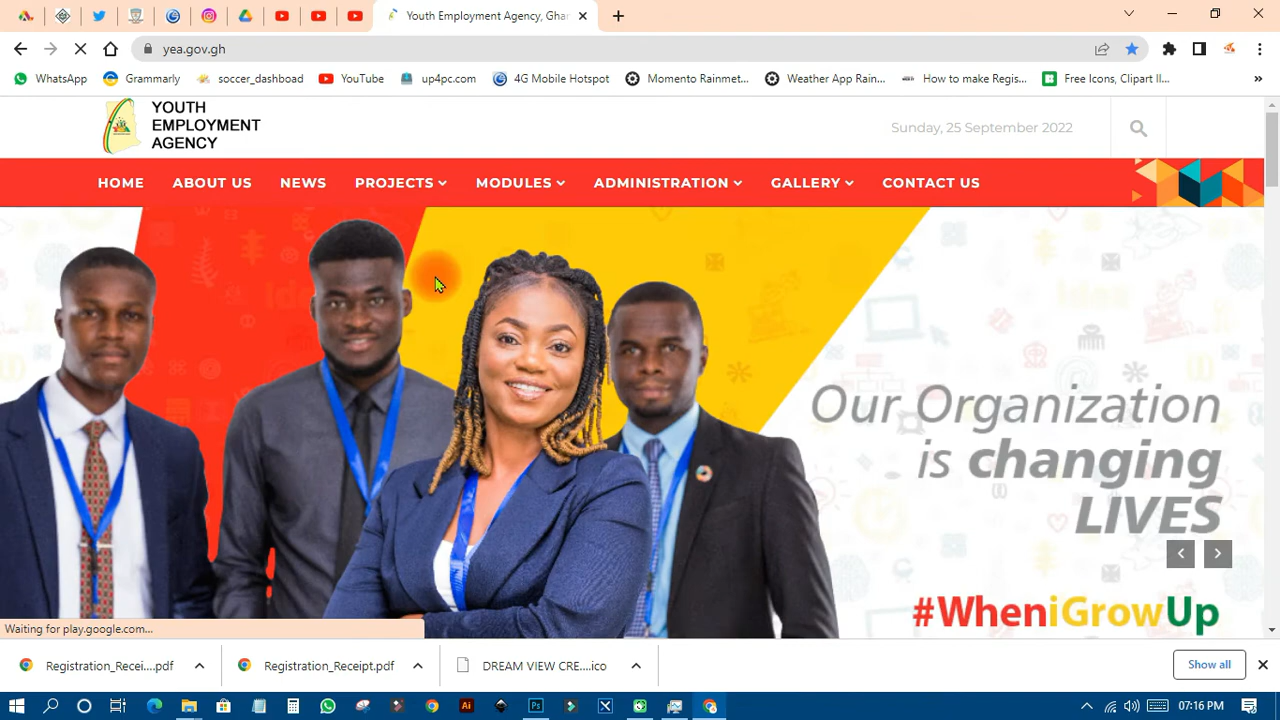 Youth Employment Agency, Ghan
yea.gov.gh
WhatsApp
Grammarly
soccer_dashboad
YouTube
up4pc.com
4G Mobile Hotspot
Momento Rainmet...
Weather App Rain...
How to make Regis...
Free Icons, Clipart Il...
YOUTH
EMPLOYMENT
AGENCY
Sunday, 25 September 2022
HOME
ABOUT US
NEWS
PROJECTS
MODULES
ADMINISTRATION
GALLERY
CONTACT US
Our Organization
is changing
LIVES
#WheniGrowUp
Waiting for play.google.com...
Registration_Recei....pdf
Registration_Receipt.pdf
DREAM VIEW CRE....ico
Show all
07:16 PM